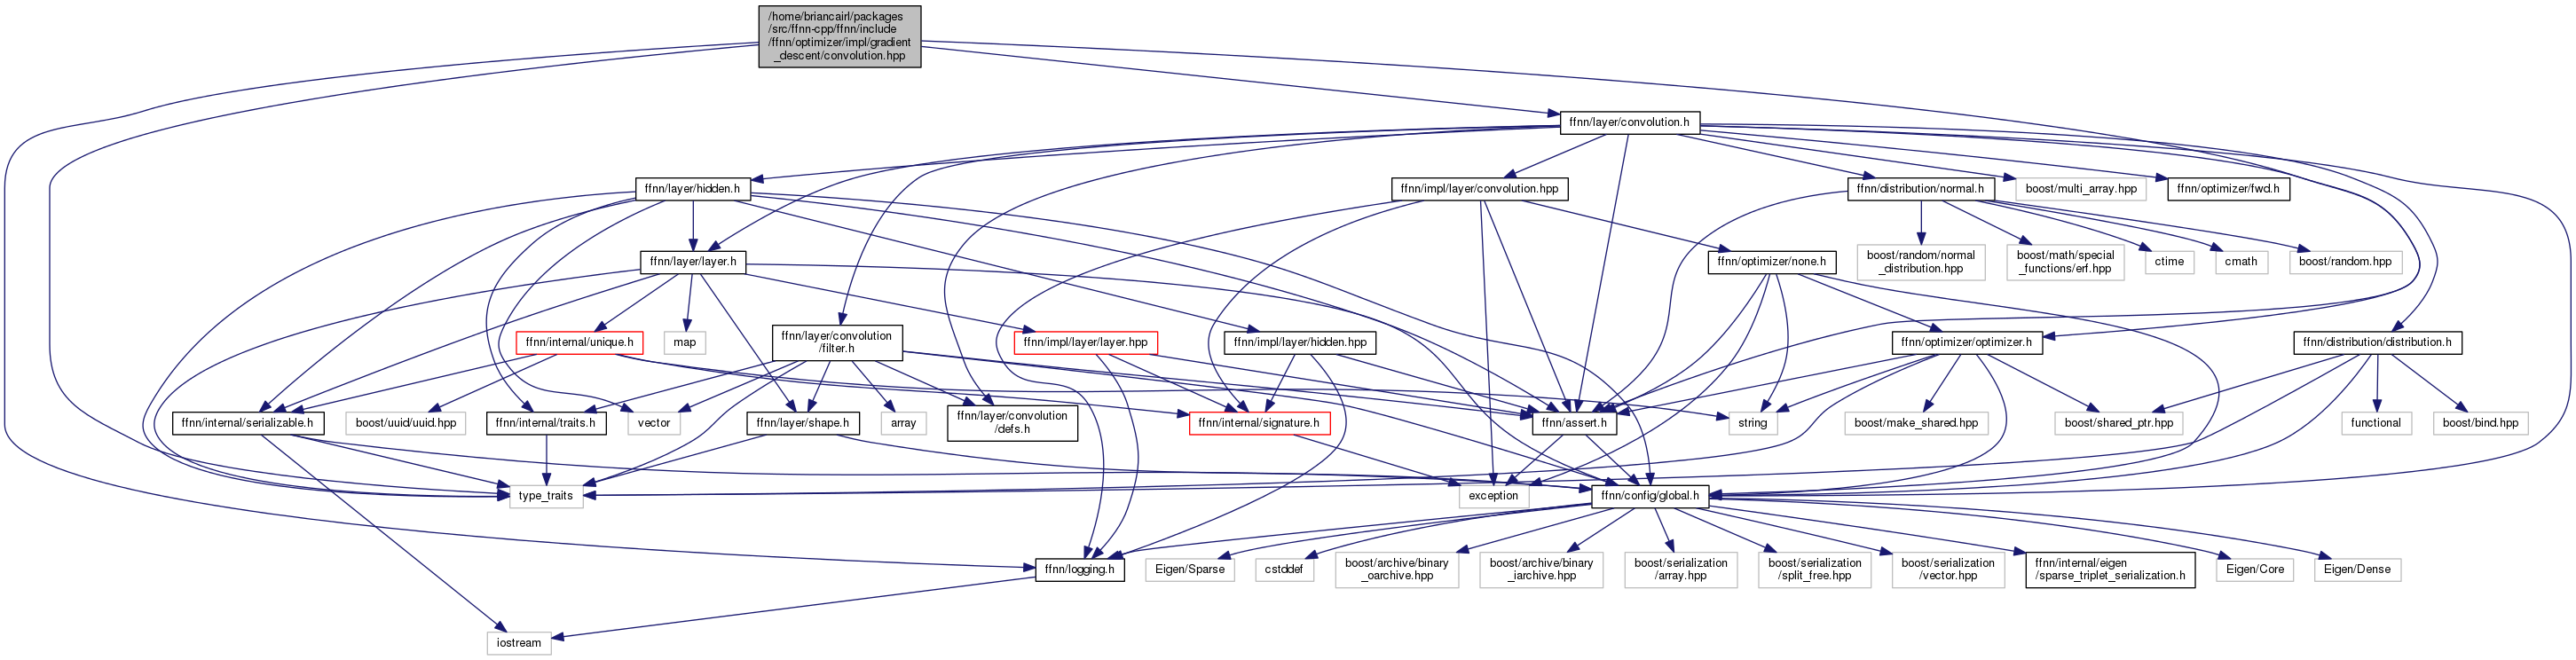 /home/briancairl/packages
/src/ffnn-cpp/ffnn/include
/ffnn/optimizer/impl/gradient
_descent/convolution.hpp
ffnn/layer/convolution.h
ffnn/layer/hidden.h
ffnn/impl/layer/convolution.hpp
ffnn/distribution/normal.h
boost/multi_array.hpp
ffnn/optimizer/fwd.h
ffnn/layer/layer.h
ffnn/optimizer/none.h
boost/random/normal
_distribution.hpp
boost/math/special
_functions/erf.hpp
ctime
cmath
boost/random.hpp
ffnn/internal/unique.h
map
ffnn/layer/convolution
/filter.h
ffnn/impl/layer/layer.hpp
ffnn/impl/layer/hidden.hpp
ffnn/optimizer/optimizer.h
ffnn/distribution/distribution.h
ffnn/internal/serializable.h
boost/uuid/uuid.hpp
ffnn/internal/traits.h
vector
ffnn/layer/shape.h
array
ffnn/layer/convolution
/defs.h
ffnn/internal/signature.h
ffnn/assert.h
string
boost/make_shared.hpp
boost/shared_ptr.hpp
functional
boost/bind.hpp
type_traits
exception
ffnn/config/global.h
ffnn/logging.h
Eigen/Sparse
cstddef
boost/archive/binary
_oarchive.hpp
boost/archive/binary
_iarchive.hpp
boost/serialization
/array.hpp
boost/serialization
/split_free.hpp
boost/serialization
/vector.hpp
ffnn/internal/eigen
/sparse_triplet_serialization.h
Eigen/Core
Eigen/Dense
iostream